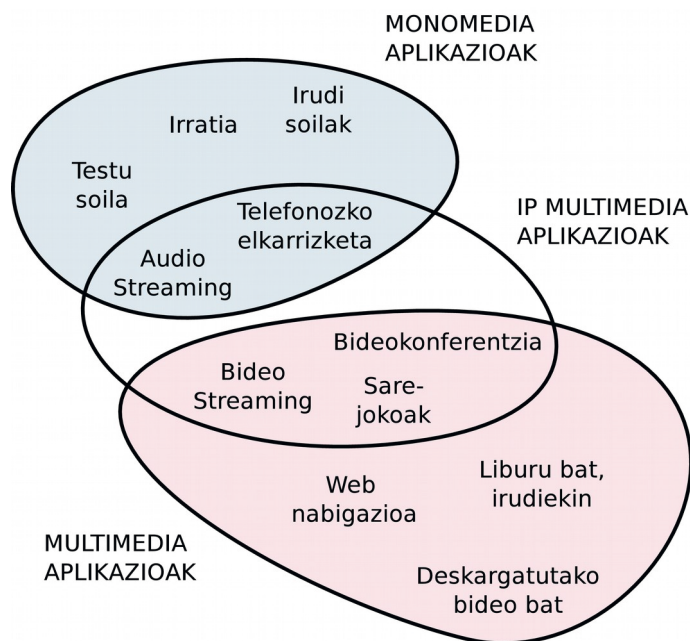 MONOMEDIA
APLIKAZIOAK
Irudi
soilak
Irratia
Testu
soila
Telefonozko
elkarrizketa
IP MULTIMEDIA
APLIKAZIOAK
Audio
Streaming
Bideokonferentzia
Bideo
Streaming
Sare-
jokoak
Liburu bat,
irudiekin
Web
nabigazioa
MULTIMEDIA
APLIKAZIOAK
Deskargatutako
bideo bat